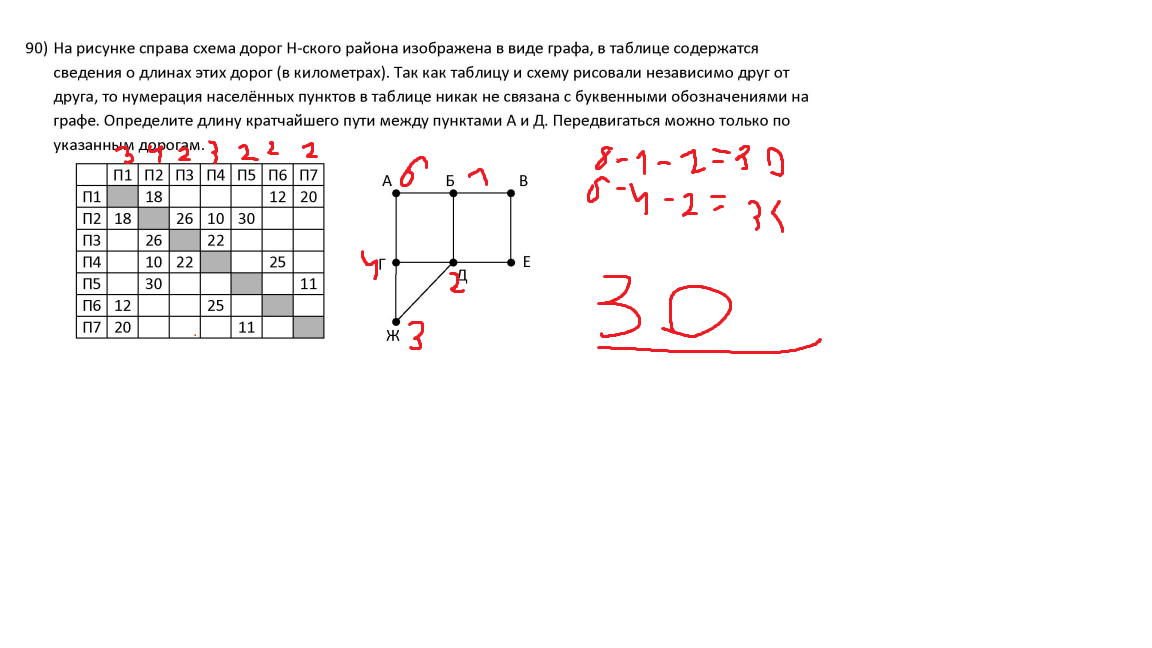 90) На рисунке справа схема дорог Н-ского района изображена в виде графа, в таблице содержатся
сведения о длинах этих дорог (в километрах). Так как таблицу и схему рисовали независимо друг от
друга, то нумерация населённых пунктов в таблице никак не связана с буквенными обозначениями на
графе. Определите длину кратчайшего пути между пунктами А и Д. Передвигаться можно только по
указанным дорогам.
3 4 2 3 2 2 2
П1 П2 П3 П4 П5 П6 П7
П1 18 12 20
П2 18 26 10 30
П3 26 22
П4 10 22 25
П5 30 11
П6 12 25
П7 20 11
А 6 Б 1 В
4 Г Д 2 Е
Ж 3
6-1-2=30
6-4-2=
30